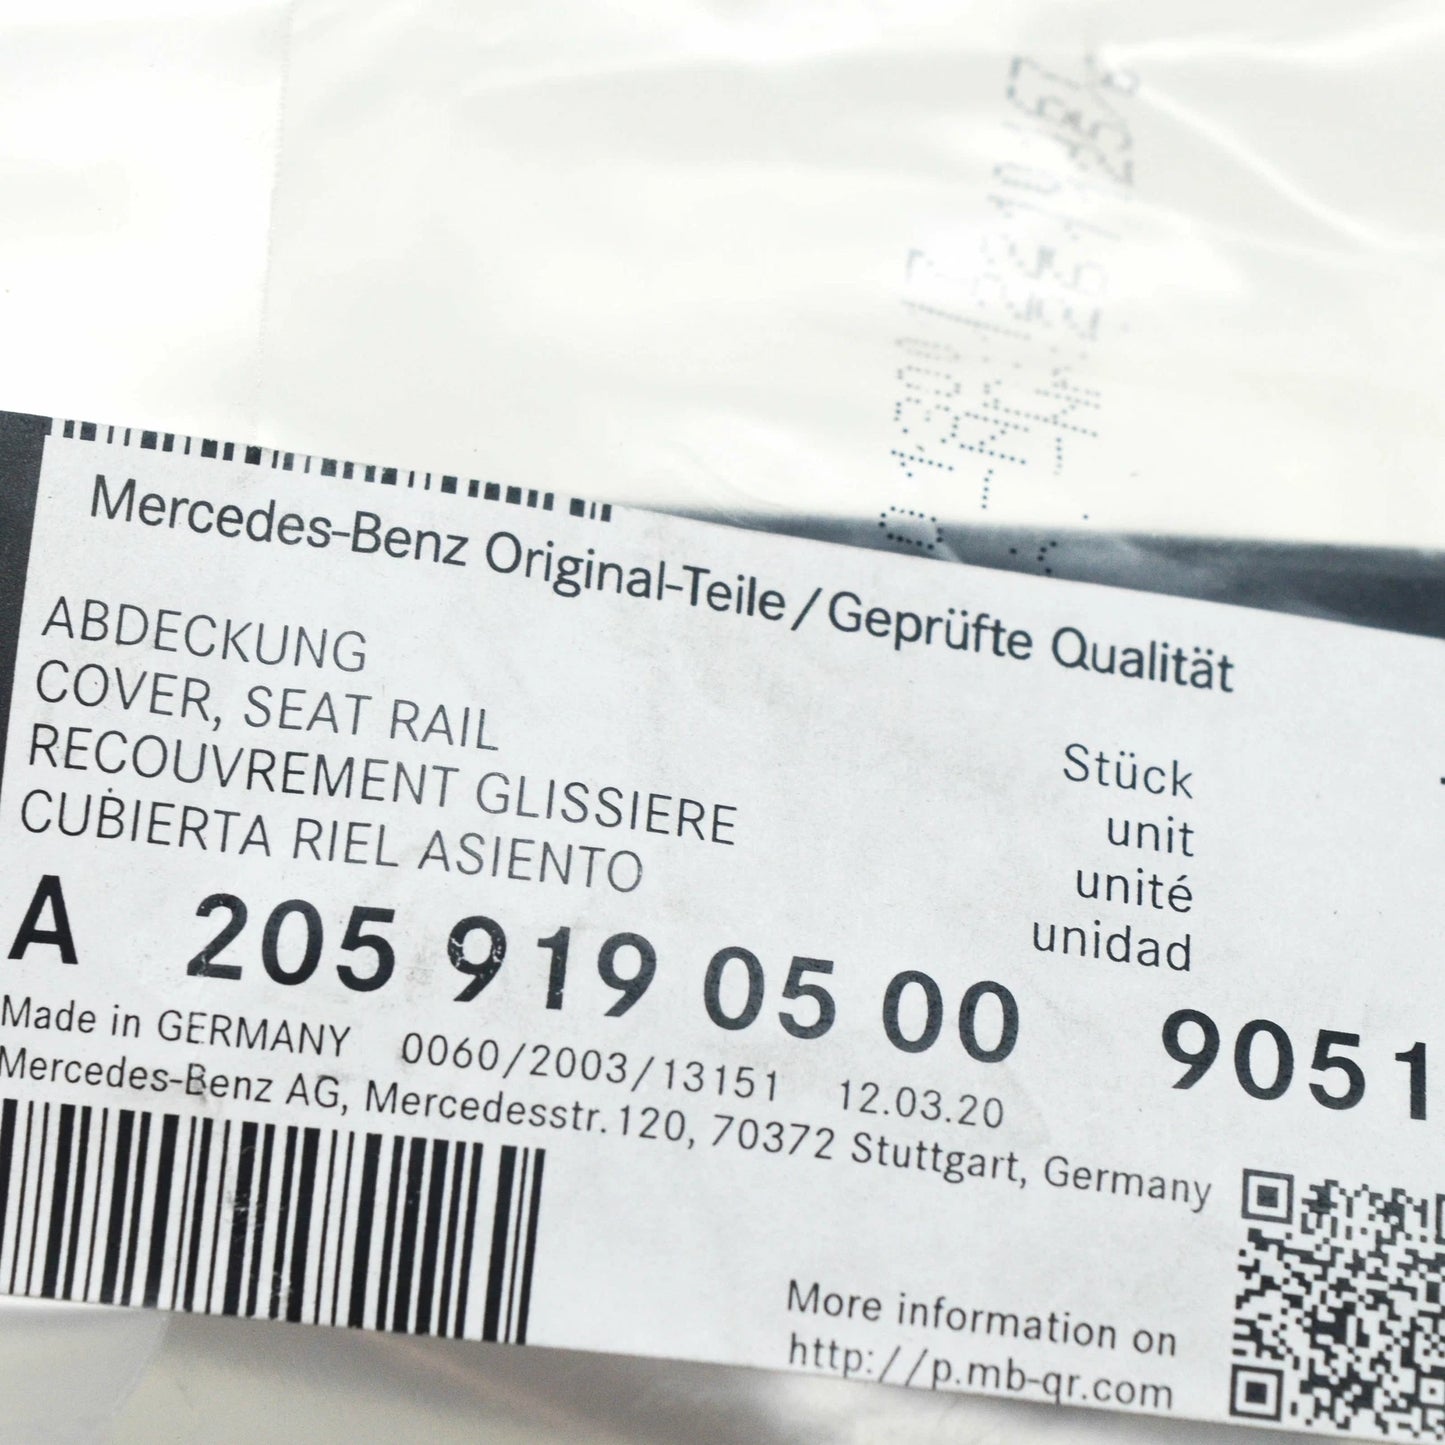 Mercedes-Benz Original-Teile/Geprüfte Qualität
ABDECKUNG
COVER, SEAT RAIL
RECOUVREMENT GLISSIERE
CUBIERTA RIEL ASIENTO
Stück
unit
unité
unidad
A 205 919 05 00 9051
Made in GERMANY 0060/2003/13151 12.03.20
Mercedes-Benz AG, Mercedesstr.120, 70372 Stuttgart, Germany
More information on
http://p.mb-qr.com